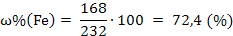 ω%(Fe) = 168/232 · 100 = 72,4 (%)